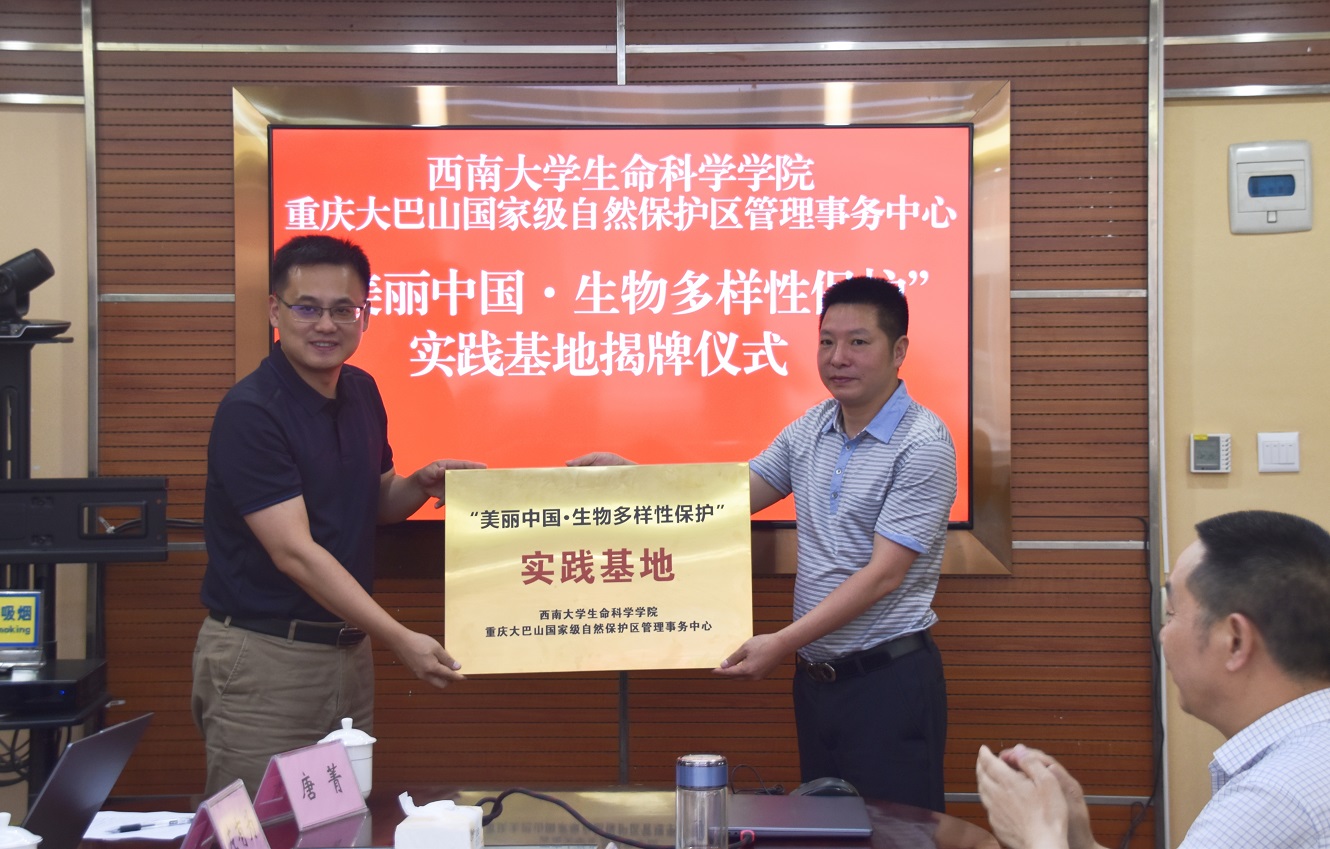 西南大学生命科学学院
重庆大巴山国家级自然保护区管理事务中心
美丽中国·生物多样性保护”
实践基地揭牌仪式
“美丽中国·生物多样性保护”
实践基地
西南大学生命科学学院
重庆大巴山国家级自然保护区管理事务中心
吸烟
oking
唐菁